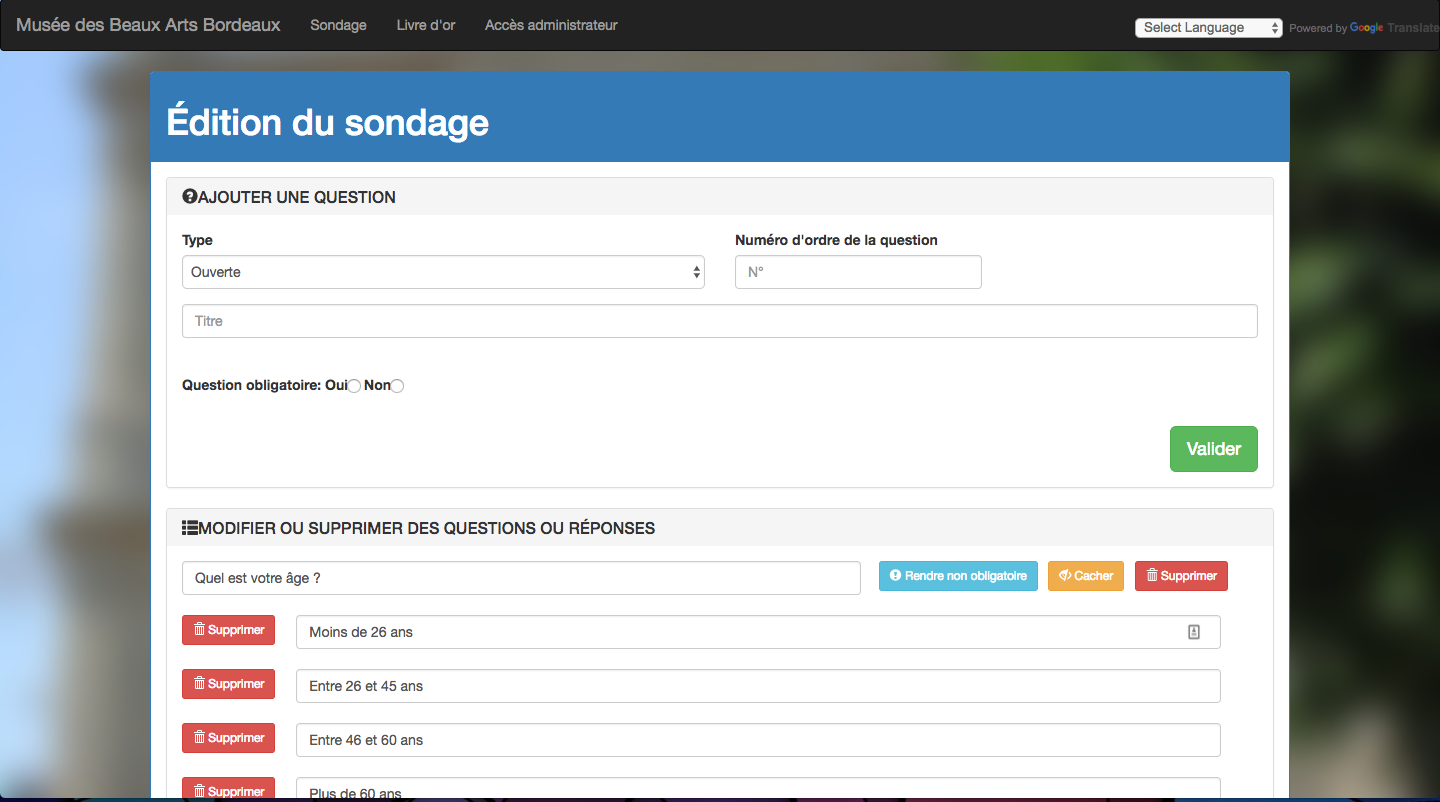 Musée des Beaux Arts Bordeaux Sondage Livre d'or Accès administrateur Select Language Powered by Google Translate
Édition du sondage
AJOUTER UNE QUESTION
Type Numéro d'ordre de la question
Ouverte N°
Titre
Question obligatoire: Oui Non
Valider
MODIFIER OU SUPPRIMER DES QUESTIONS OU RÉPONSES
Quel est votre âge ? Rendre non obligatoire Cacher Supprimer
Supprimer Moins de 26 ans
Supprimer Entre 26 et 45 ans
Supprimer Entre 46 et 60 ans
Supprimer Plus de 60 ans